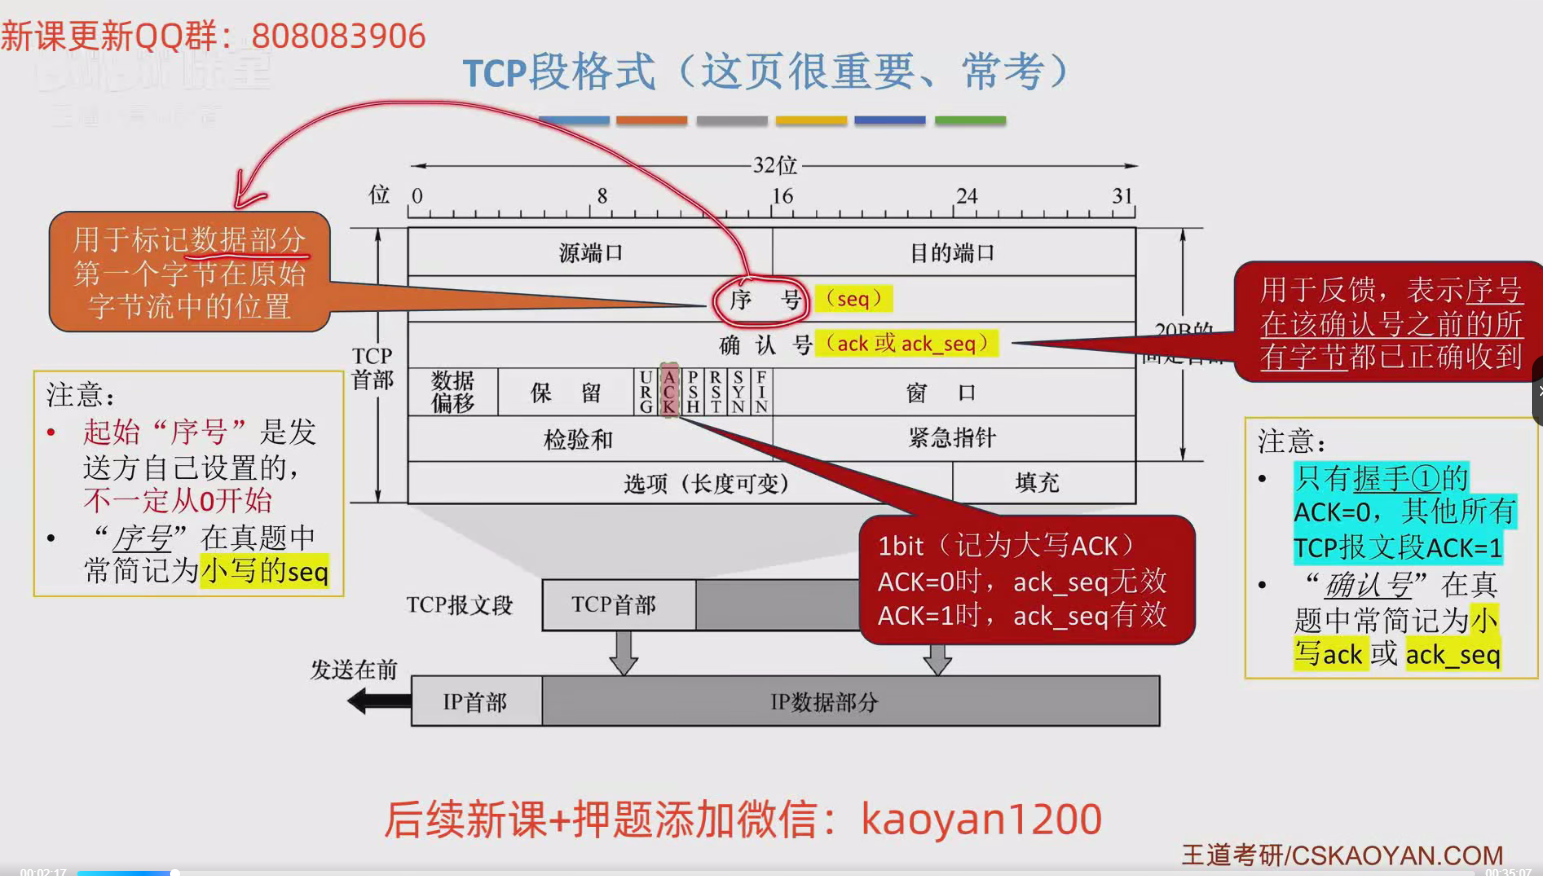 新课更新QQ群：808083906
TCP段格式（这页很重要、常考）
32位
位 0 8 16 24 31
用于标记数据部分
第一个字节在原始
字节流中的位置
源端口 目的端口
序 号（seq）
确 认 号（ack 或 ack_seq）
20B的
TCP
首部
数据
偏移
保 留
URG ACK PSH RST SYN FIN
窗 口
检验和 紧急指针
选项（长度可变） 填充
用于反馈，表示序号
在该确认号之前的所
有字节都已正确收到
注意：
• 起始“序号”是发
送方自己设置的，
不一定从0开始
• “序号”在真题中
常简记为小写的seq
注意：
• 只有握手①的
ACK=0，其他所有
TCP报文段ACK=1
• “确认号”在真
题中常简记为小
写ack 或 ack_seq
1bit（记为大写ACK）
ACK=0时，ack_seq无效
ACK=1时，ack_seq有效
TCP报文段 TCP首部
发送在前
IP首部 IP数据部分
后续新课+押题添加微信：kaoyan1200
王道考研/CSKAOYAN.COM
00:02:17 00:35:07